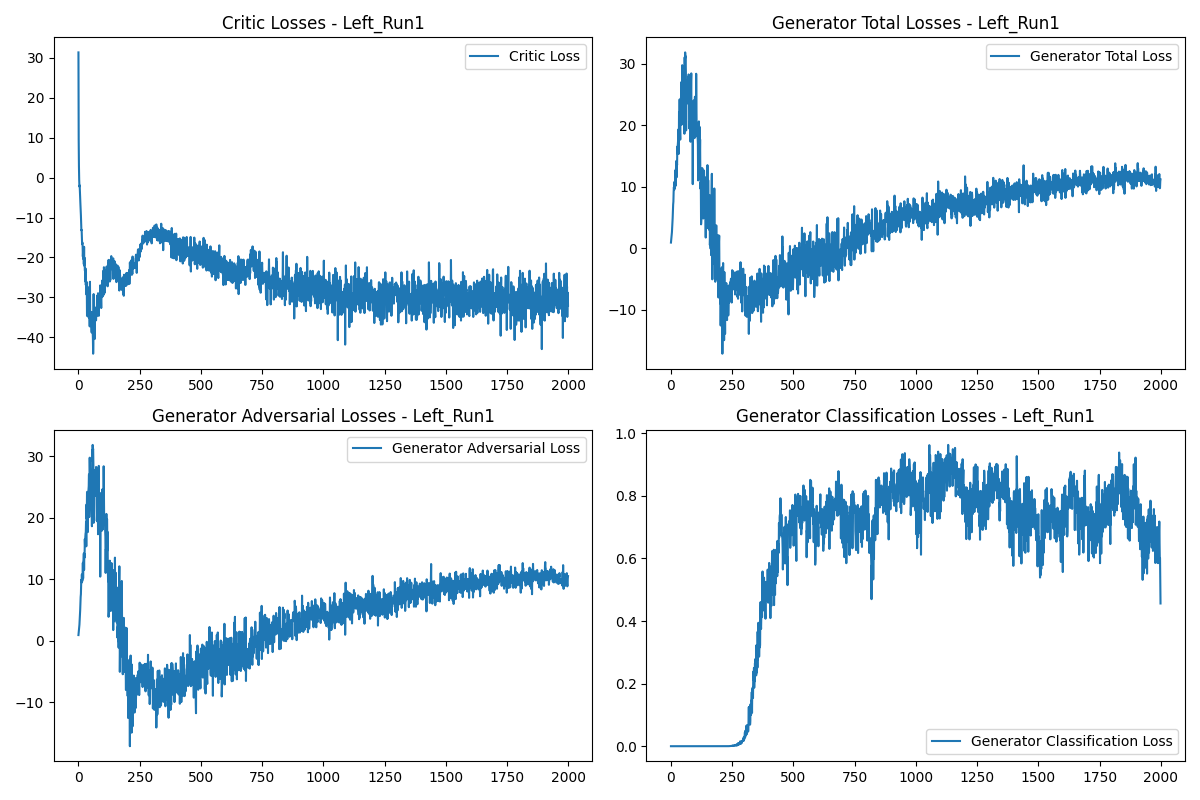 Critic Losses - Left_Run1
Critic Loss
30
20
10
0
−10
−20
−30
−40
0 250 500 750 1000 1250 1500 1750 2000
Generator Total Losses - Left_Run1
Generator Total Loss
30
20
10
0
−10
0 250 500 750 1000 1250 1500 1750 2000
Generator Adversarial Losses - Left_Run1
Generator Adversarial Loss
30
20
10
0
−10
0 250 500 750 1000 1250 1500 1750 2000
Generator Classification Losses - Left_Run1
1.0
0.8
0.6
0.4
0.2
0.0
Generator Classification Loss
0 250 500 750 1000 1250 1500 1750 2000